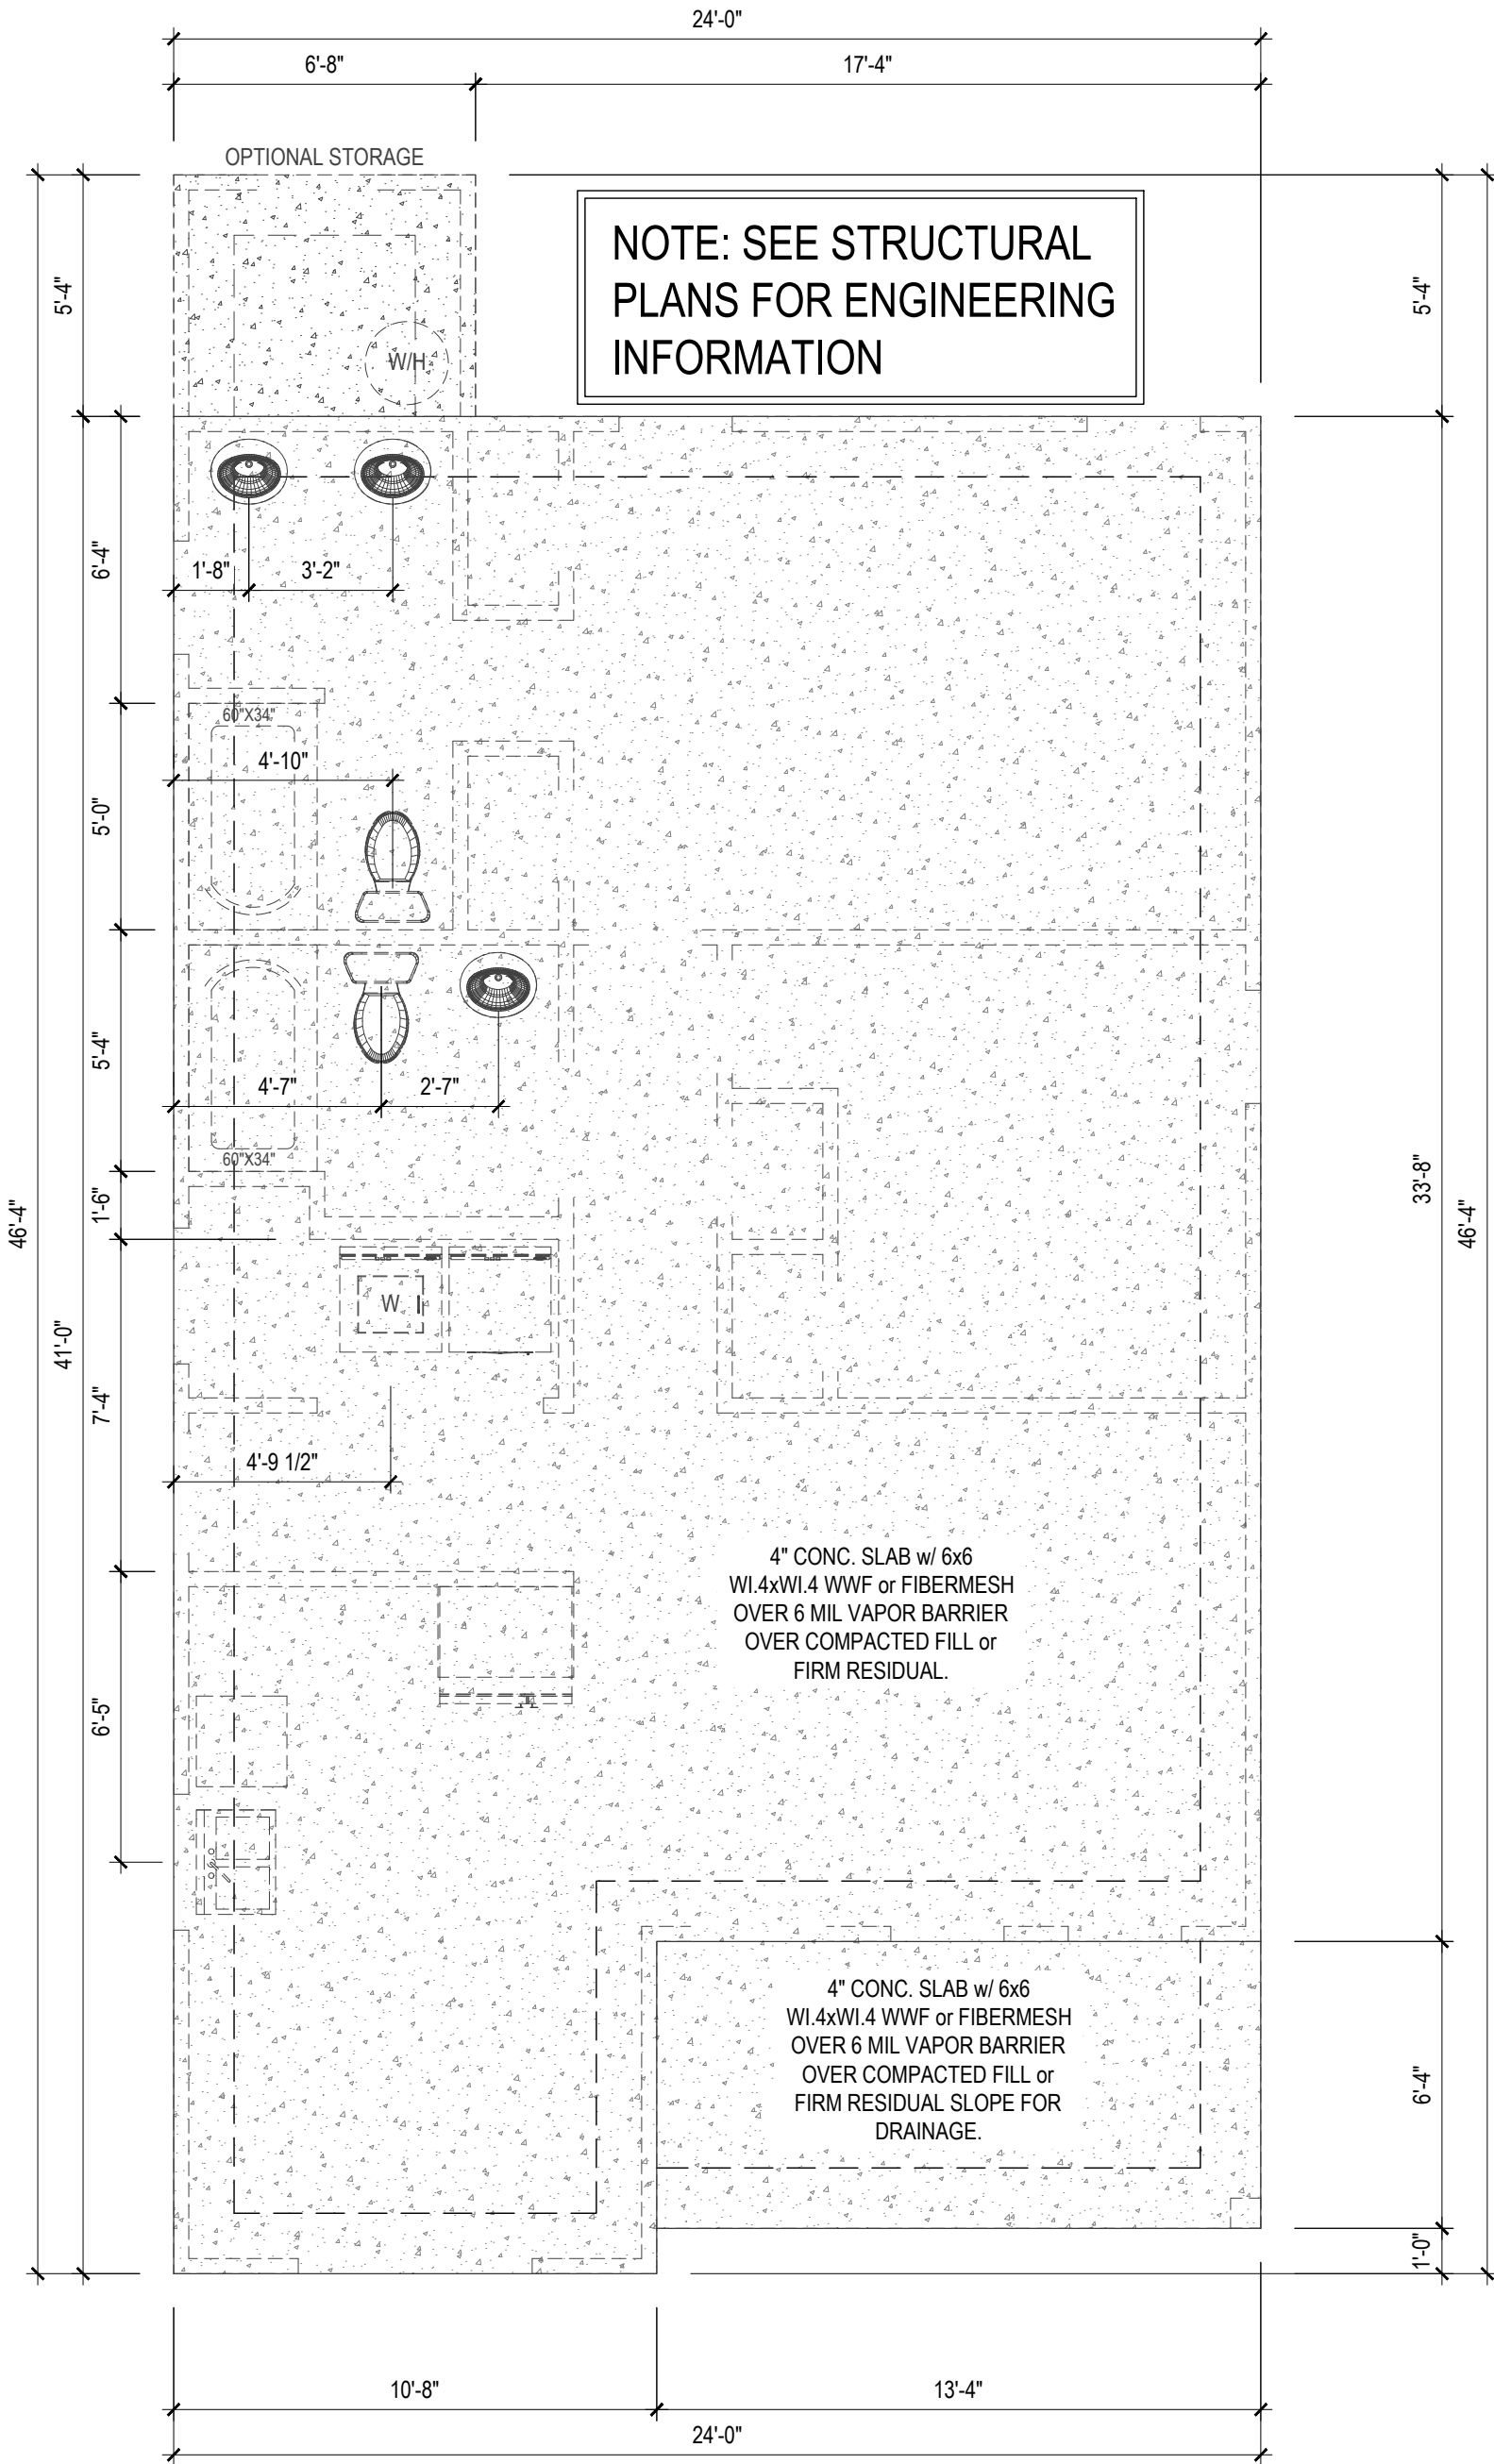 24'-0"
6'-8"
17'-4"
OPTIONAL STORAGE
NOTE: SEE STRUCTURAL
PLANS FOR ENGINEERING
INFORMATION
5'-4"
5'-4"
W/H
6'-4"
1'-8"
3'-2"
60"X34"
4'-10"
5'-0"
5'-4"
4'-7"
2'-7"
60"X34"
1'-6"
33'-8"
46'-4"
46'-4"
W
41'-0"
7'-4"
4'-9 1/2"
4" CONC. SLAB w/ 6x6
WI.4xWI.4 WWF or FIBERMESH
OVER 6 MIL VAPOR BARRIER
OVER COMPACTED FILL or
FIRM RESIDUAL.
6'-5"
4" CONC. SLAB w/ 6x6
WI.4xWI.4 WWF or FIBERMESH
OVER 6 MIL VAPOR BARRIER
OVER COMPACTED FILL or
FIRM RESIDUAL SLOPE FOR
DRAINAGE.
6'-4"
1'-0"
10'-8"
13'-4"
24'-0"